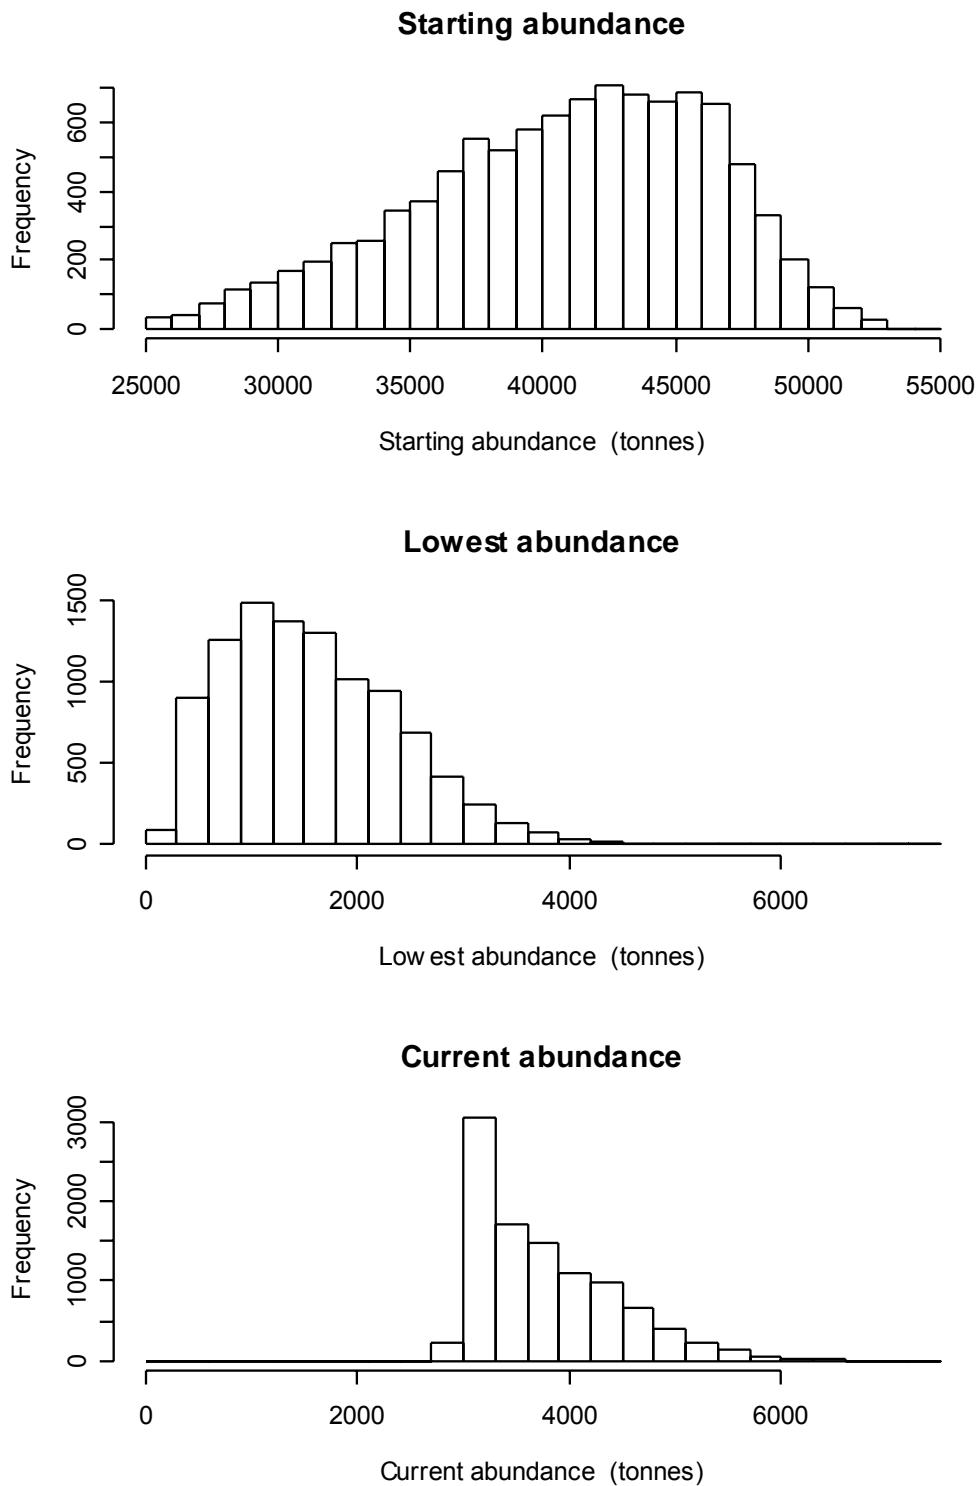 Starting abundance
Frequency
0 200 400 600
25000 30000 35000 40000 45000 50000 55000
Starting abundance (tonnes)
Lowest abundance
Frequency
0 500 1000 1500
0 2000 4000 6000
Lowest abundance (tonnes)
Current abundance
Frequency
0 1000 2000 3000
0 2000 4000 6000
Current abundance (tonnes)